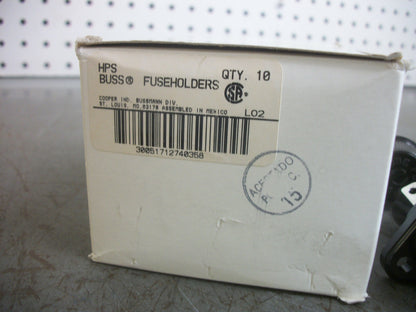 HPS
BUSS® FUSEHOLDERS QTY. 10
COOPER IND. BUSSMANN DIV.
ST. LOUIS, MO.63178 ASSEMBLED IN MEXICO L02
30051712740358
ACEPTADO
C.
15